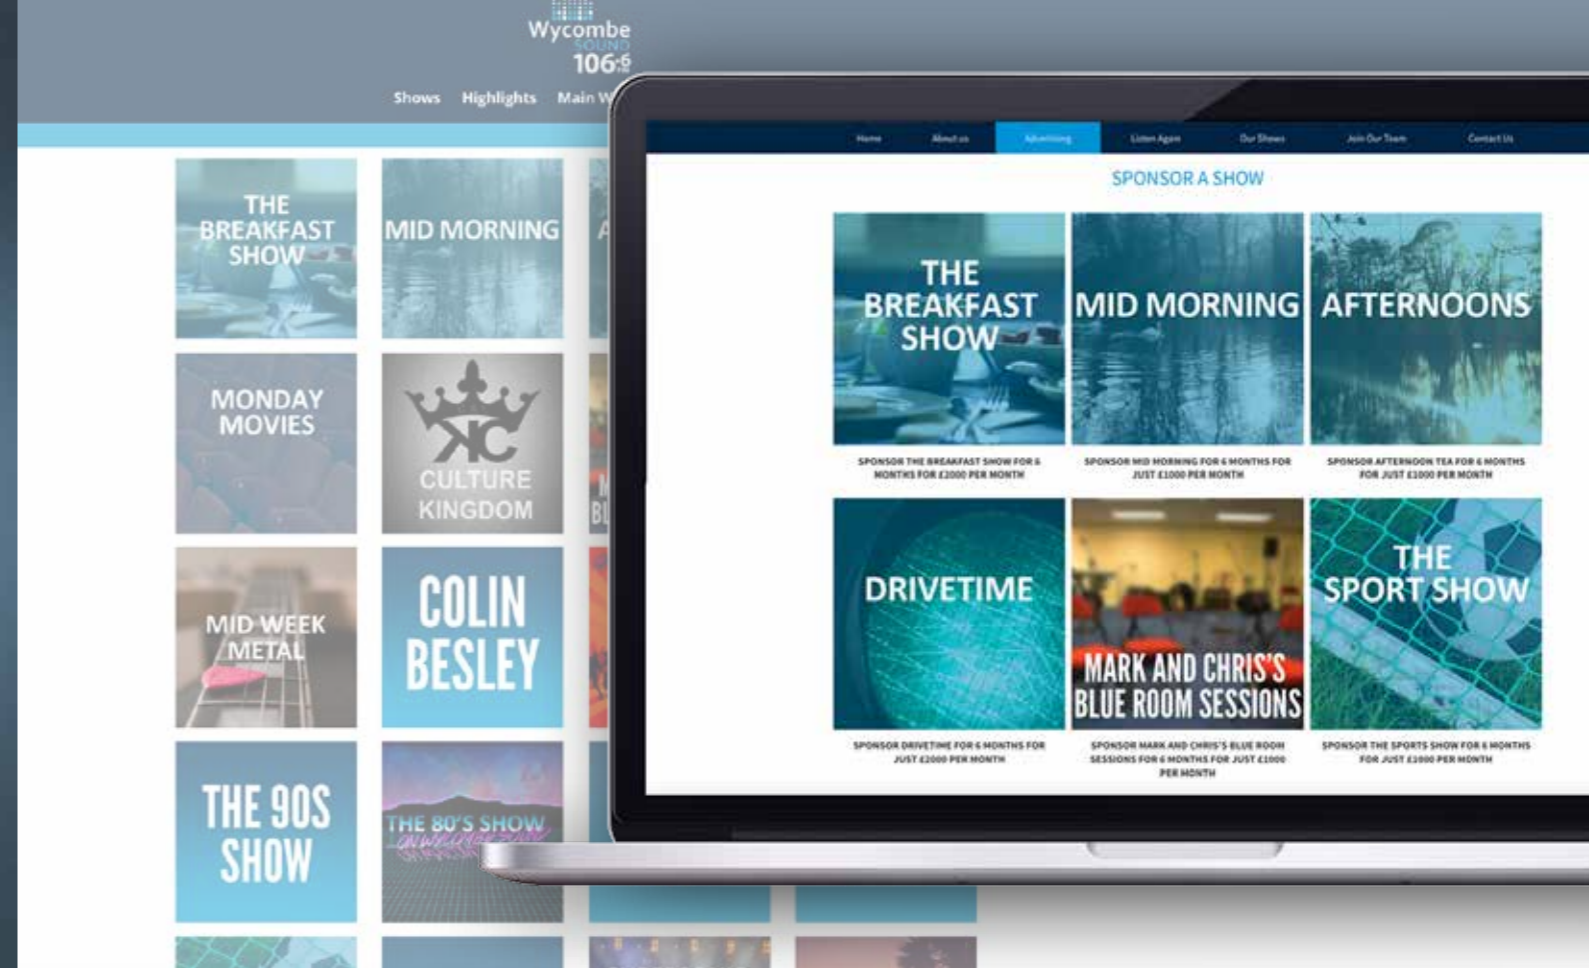 Wycombe
SOUND
106.6
Shows Highlights Main W
THE
BREAKFAST
SHOW
MID MORNING
A
MONDAY
MOVIES
KC
CULTURE
KINGDOM
MID WEEK
METAL
COLIN
BESLEY
THE 90S
SHOW
THE 80'S SHOW
ON WYCOMBE SOUND
Home About us Advertising Listen Again Our Shows Join Our Team Contact Us
SPONSOR A SHOW
THE
BREAKFAST
SHOW
MID MORNING
AFTERNOONS
SPONSOR THE BREAKFAST SHOW FOR 6
MONTHS FOR £2000 PER MONTH
SPONSOR MID MORNING FOR 6 MONTHS FOR
JUST £1000 PER MONTH
SPONSOR AFTERNOON TEA FOR 6 MONTHS
FOR JUST £1000 PER MONTH
DRIVETIME
MARK AND CHRIS'S
BLUE ROOM SESSIONS
THE
SPORT SHOW
SPONSOR DRIVETIME FOR 6 MONTHS FOR
JUST £2000 PER MONTH
SPONSOR MARK AND CHRIS'S BLUE ROOM
SESSIONS FOR 6 MONTHS FOR JUST £1000
PER MONTH
SPONSOR THE SPORTS SHOW FOR 6 MONTHS
FOR JUST £1000 PER MONTH